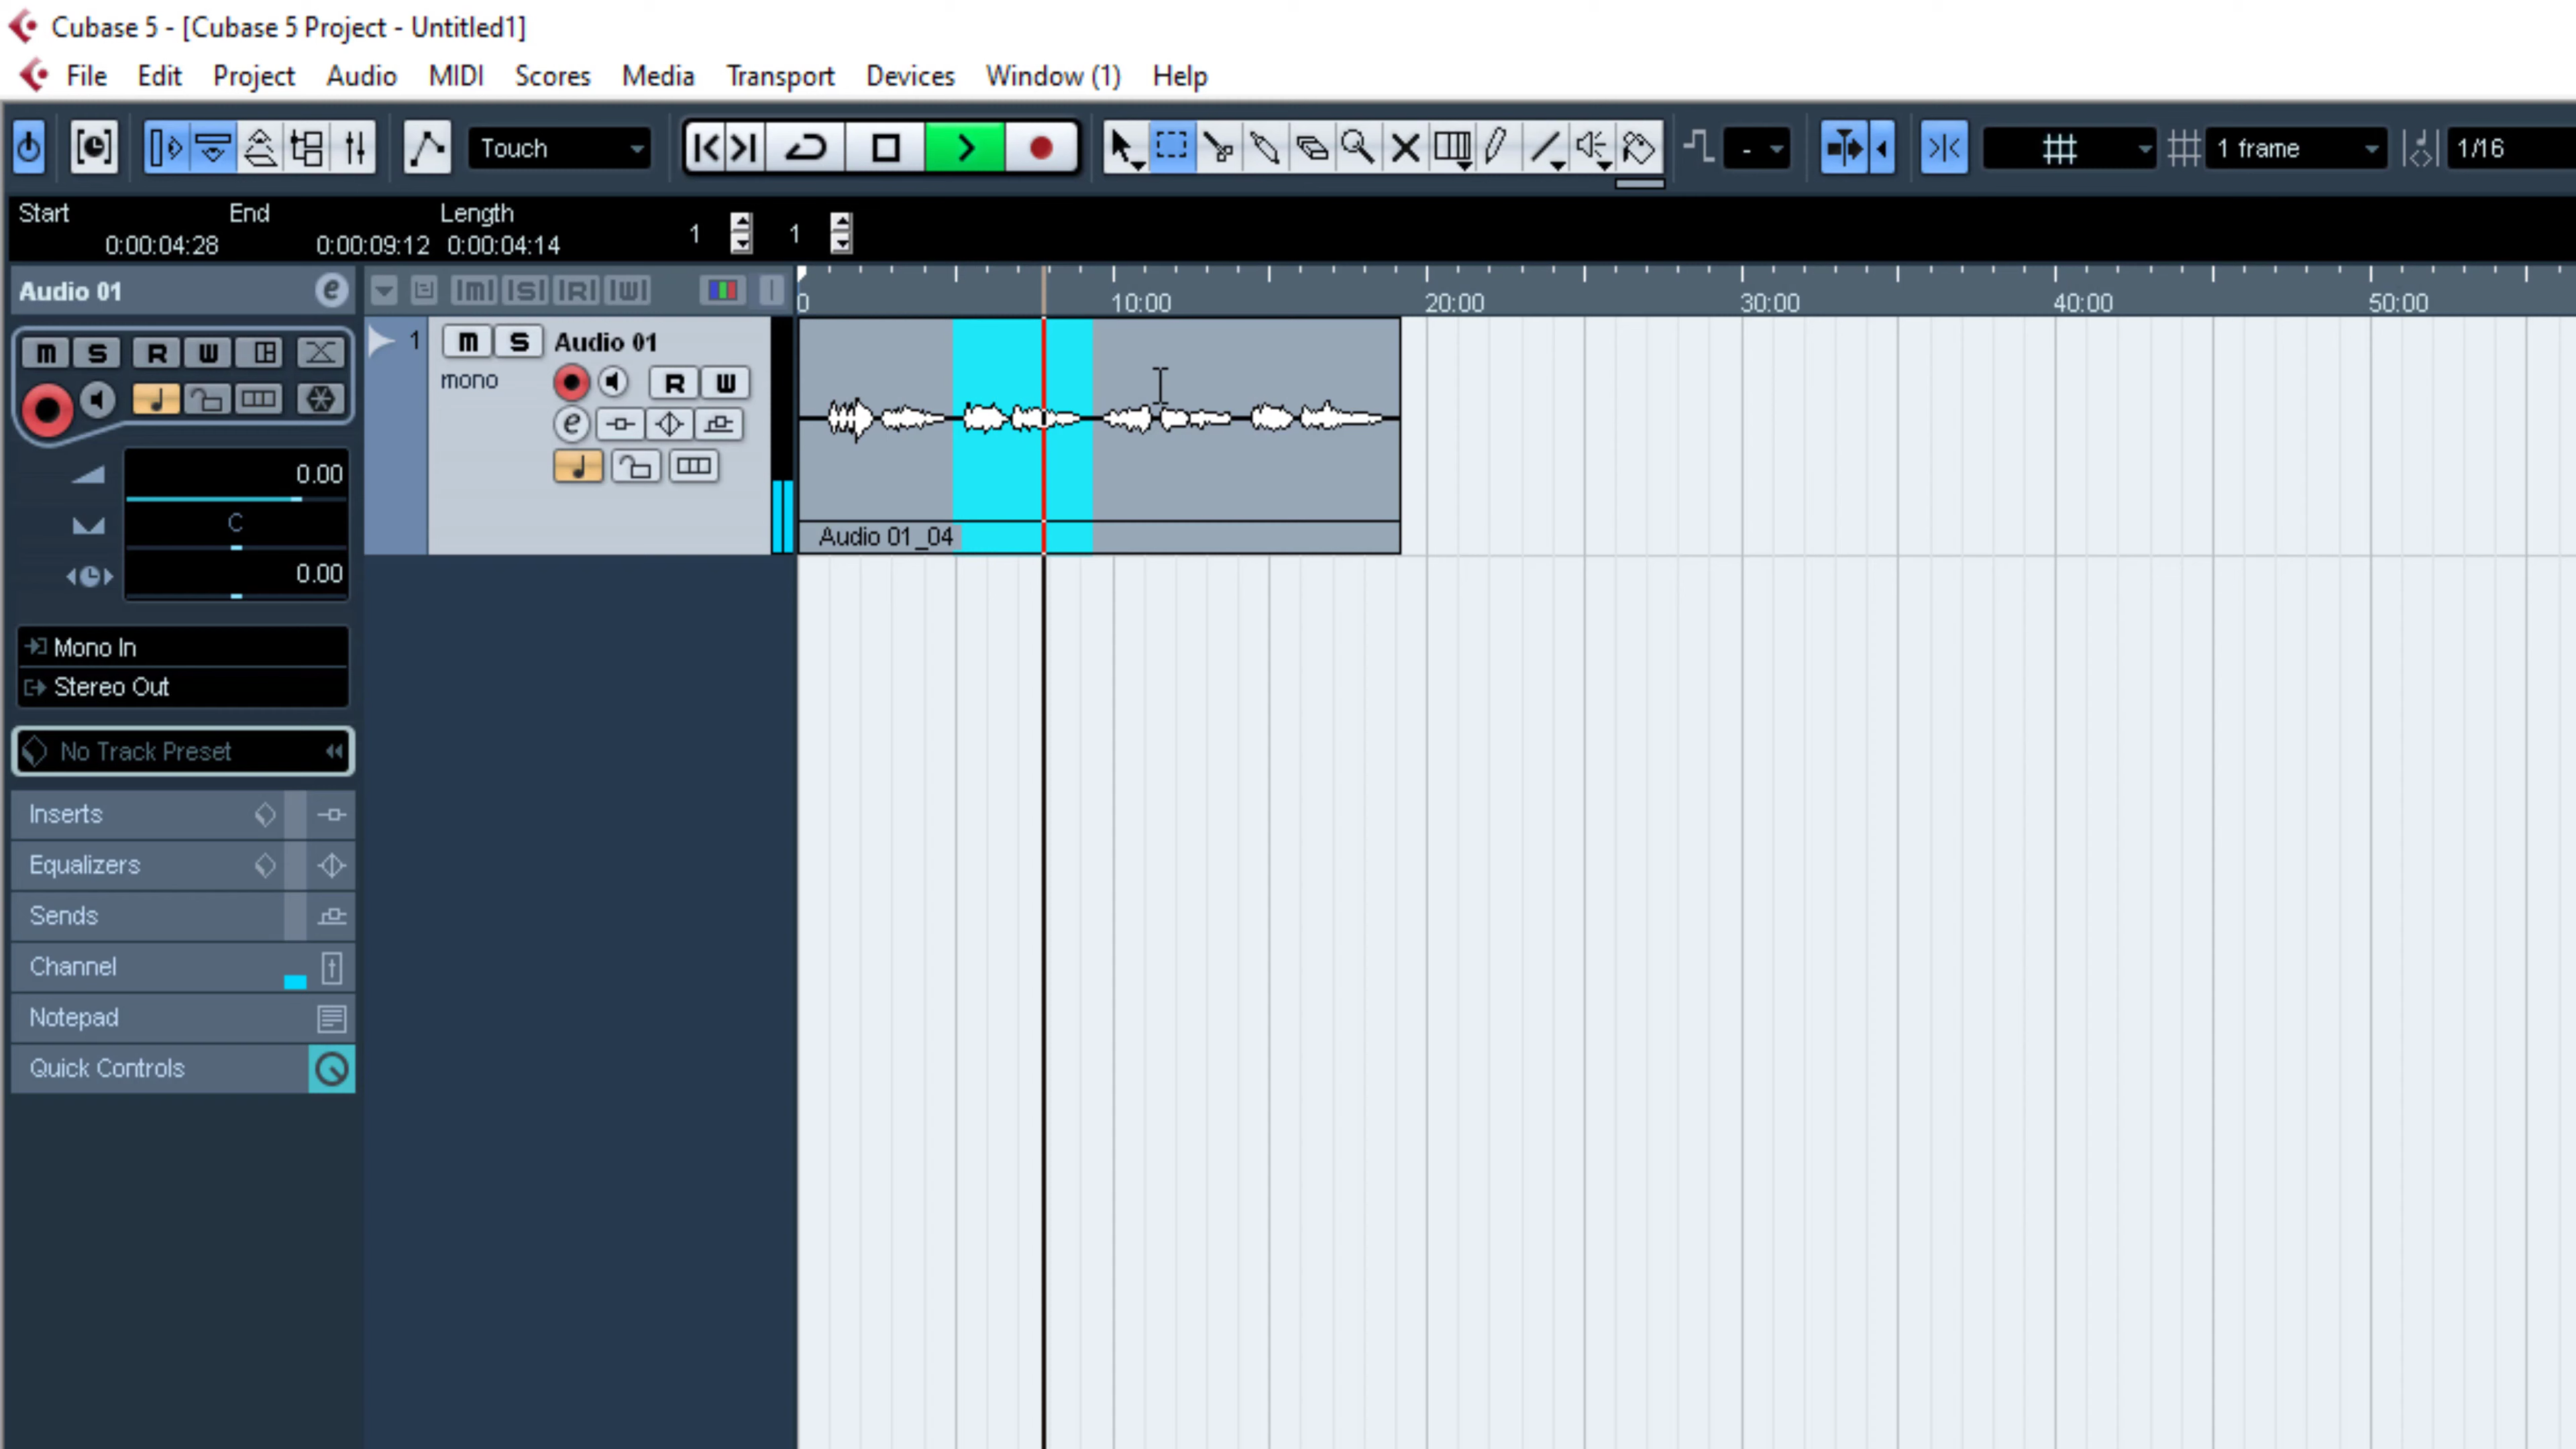 Cubase 5 - [Cubase 5 Project - Untitled1]
File Edit Project Audio MIDI Scores Media Transport Devices Window (1) Help
Touch - 1 frame 1/16
Start End Length
0:00:04:28 0:00:09:12 0:00:04:14 1 1
Audio 01 e M S R W 0 10:00 20:00 30:00 40:00 50:00
M S R W 1 M S Audio 01
mono R W
e
0.00
C
0.00
Audio 01_04
Mono In
Stereo Out
No Track Preset
Inserts
Equalizers
Sends
Channel
Notepad
Quick Controls